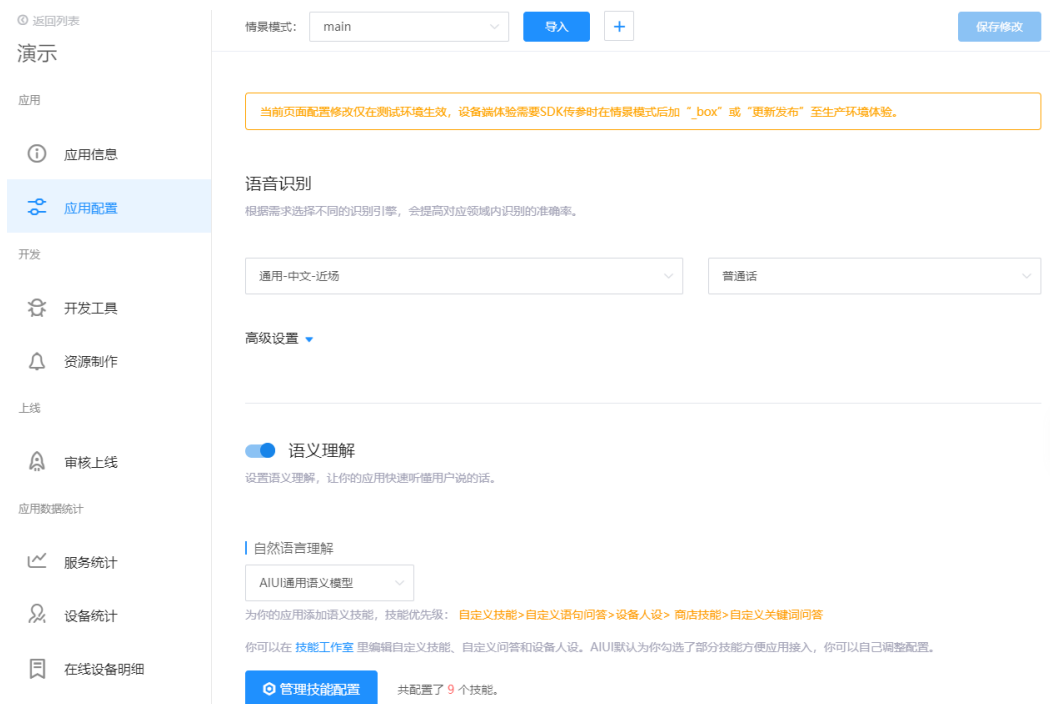 返回列表
演示
应用
应用信息
应用配置
开发
开发工具
资源制作
上线
审核上线
应用数据统计
服务统计
设备统计
在线设备明细
情景模式： main 导入 + 保存修改
当前页面配置修改仅在测试环境生效，设备端体验需要SDK传参时在情景模式后加“_box”或“更新发布”至生产环境体验。
语音识别
根据需求选择不同的识别引擎，会提高对应领域内识别的准确率。
通用-中文-近场 普通话
高级设置
语义理解
设置语义理解，让你的应用快速听懂用户说的话。
自然语言理解
AIUI通用语义模型
为你的应用添加语义技能，技能优先级： 自定义技能>自定义语句问答>设备人设> 商店技能>自定义关键词问答
你可以在 技能工作室 里编辑自定义技能、自定义问答和设备人设。AIUI默认为你勾选了部分技能方便应用接入，你可以自己调整配置。
管理技能配置 共配置了 9 个技能。